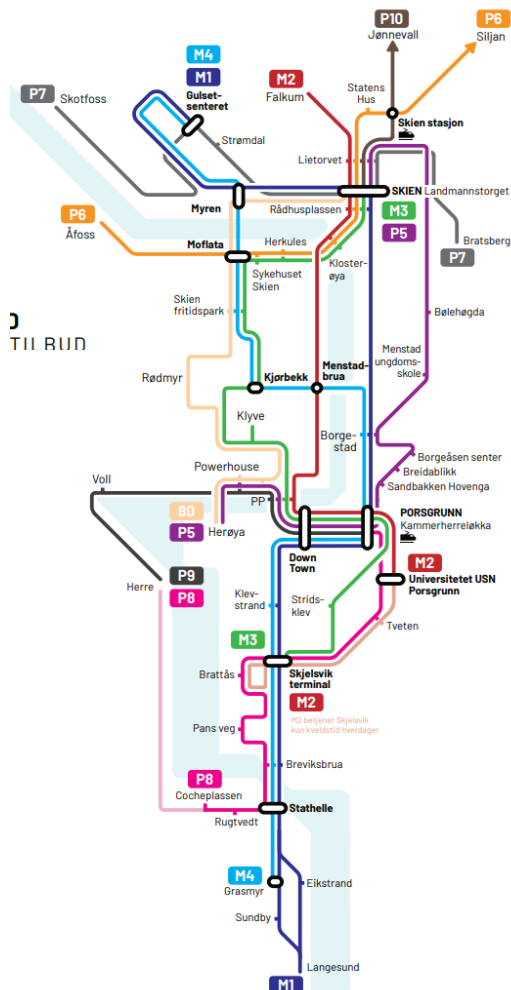 P10
Jønnevall
P6
Siljan
M4
M1
Gulset-
senteret
M2
Falkum
Statens
Hus
P7
Skotfoss
Skien stasjon
Strømdal
Lietorvet
SKIEN Landmannstorget
Myren
Rådhusplassen
M3
P5
P6
Åfoss
Moflata
Herkules
Bratsberg
P7
Sykehuset
Skien
Kloster-
øya
Skien
fritidspark
Bølehøgda
TILBUD
Rødmyr
Kjørbekk
Menstad-
brua
Menstad
ungdoms-
skole
Klyve
Borge-
stad
Borgeåsen senter
Breidablikk
Sandbakken Hovenga
Voll
Powerhouse
PP
80
P5
Herøya
PORSGRUNN
Kammerherreløkka
Down
Town
P9
P8
Herre
M2
Universitetet USN
Porsgrunn
Klev-
strand
Strids-
klev
Tveten
M3
Brattås
Skjelsvik
terminal
M2
M2 betjener Skjelsvik
kun kveldstid hverdager
Pans veg
Breviksbrua
P8
Cocheplassen
Rugtvedt
Stathelle
M4
Grasmyr
Eikstrand
Sundby
Langesund
M1